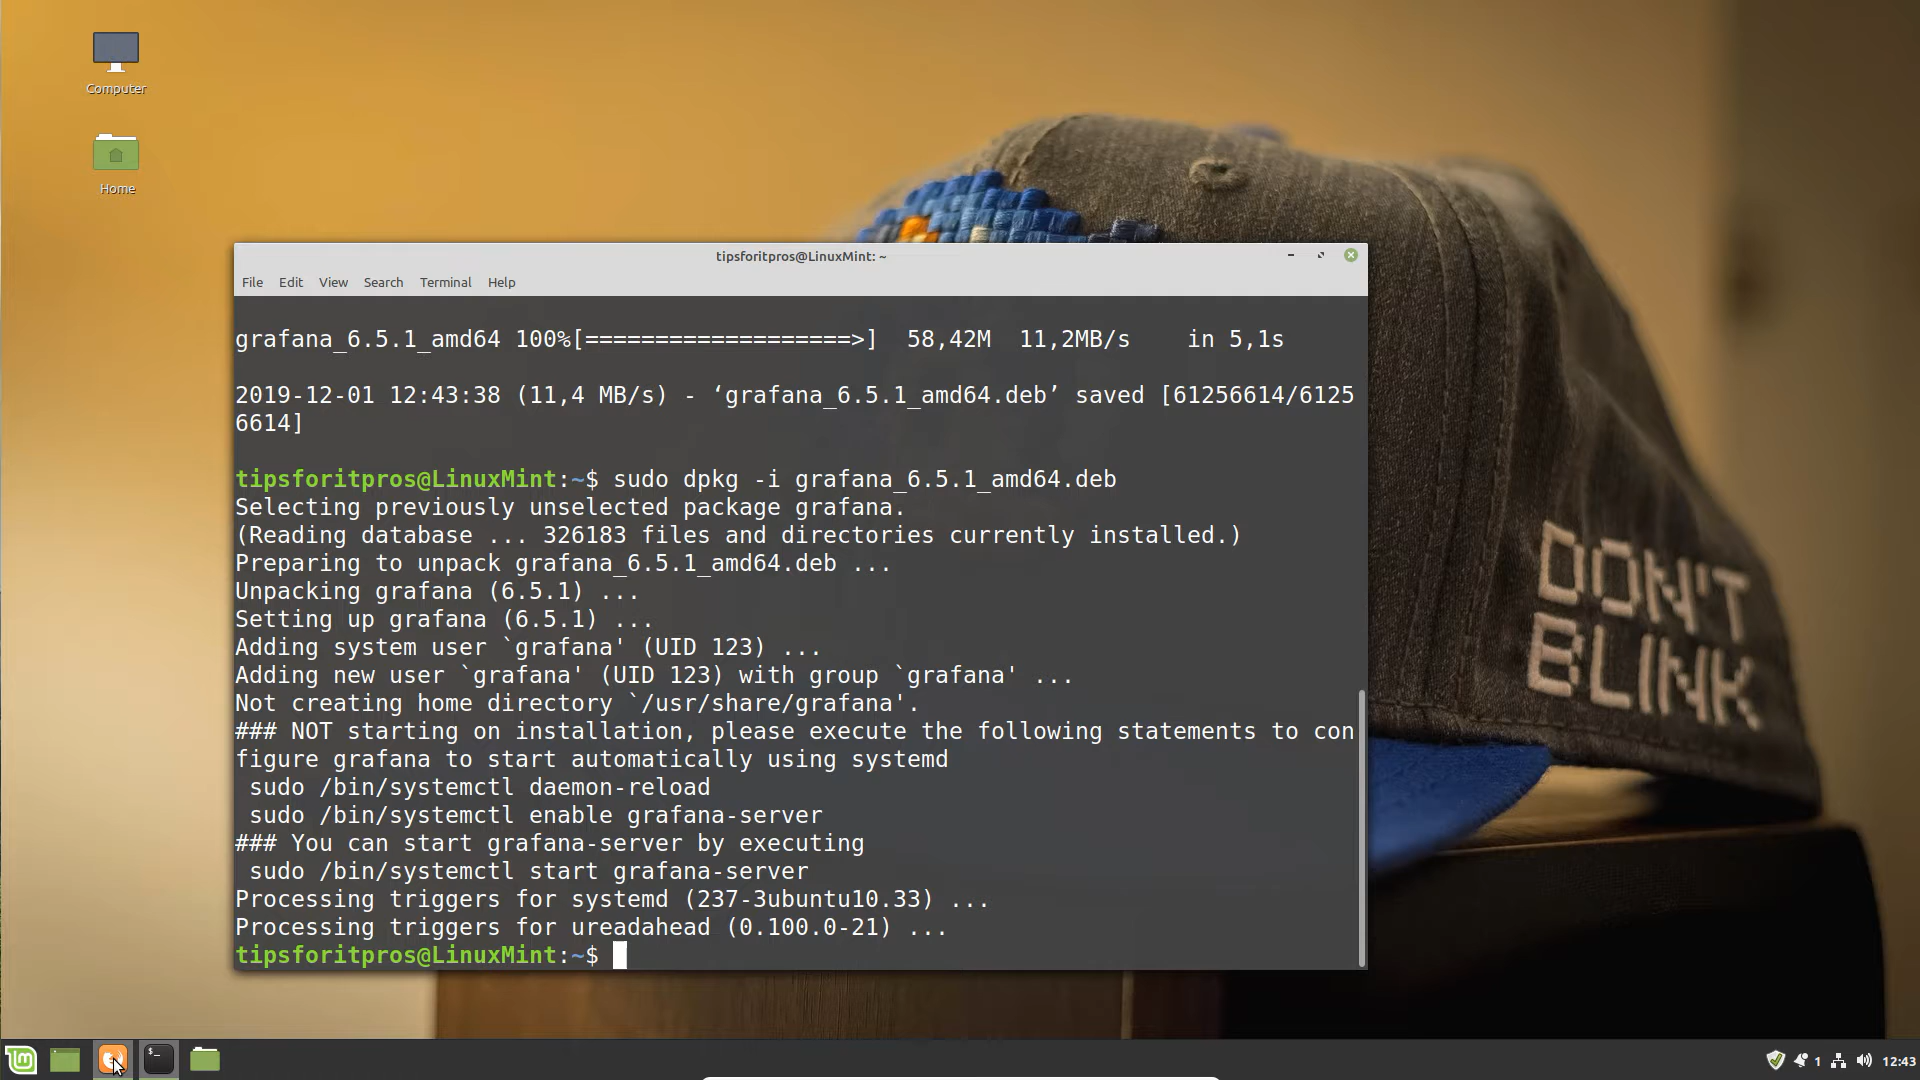 Computer
Home
tipsforitpros@LinuxMint: ~
File Edit View Search Terminal Help
grafana_6.5.1_amd64 100%[===================>]  58,42M  11,2MB/s    in 5,1s
2019-12-01 12:43:38 (11,4 MB/s) - ‘grafana_6.5.1_amd64.deb’ saved [61256614/6125
6614]
tipsforitpros@LinuxMint:~$ sudo dpkg -i grafana_6.5.1_amd64.deb
Selecting previously unselected package grafana.
(Reading database ... 326183 files and directories currently installed.)
Preparing to unpack grafana_6.5.1_amd64.deb ...
Unpacking grafana (6.5.1) ...
Setting up grafana (6.5.1) ...
Adding system user `grafana' (UID 123) ...
Adding new user `grafana' (UID 123) with group `grafana' ...
Not creating home directory `/usr/share/grafana'.
### NOT starting on installation, please execute the following statements to con
figure grafana to start automatically using systemd
 sudo /bin/systemctl daemon-reload
 sudo /bin/systemctl enable grafana-server
### You can start grafana-server by executing
 sudo /bin/systemctl start grafana-server
Processing triggers for systemd (237-3ubuntu10.33) ...
Processing triggers for ureadahead (0.100.0-21) ...
tipsforitpros@LinuxMint:~$
DON'T
BLINK
1 12:43